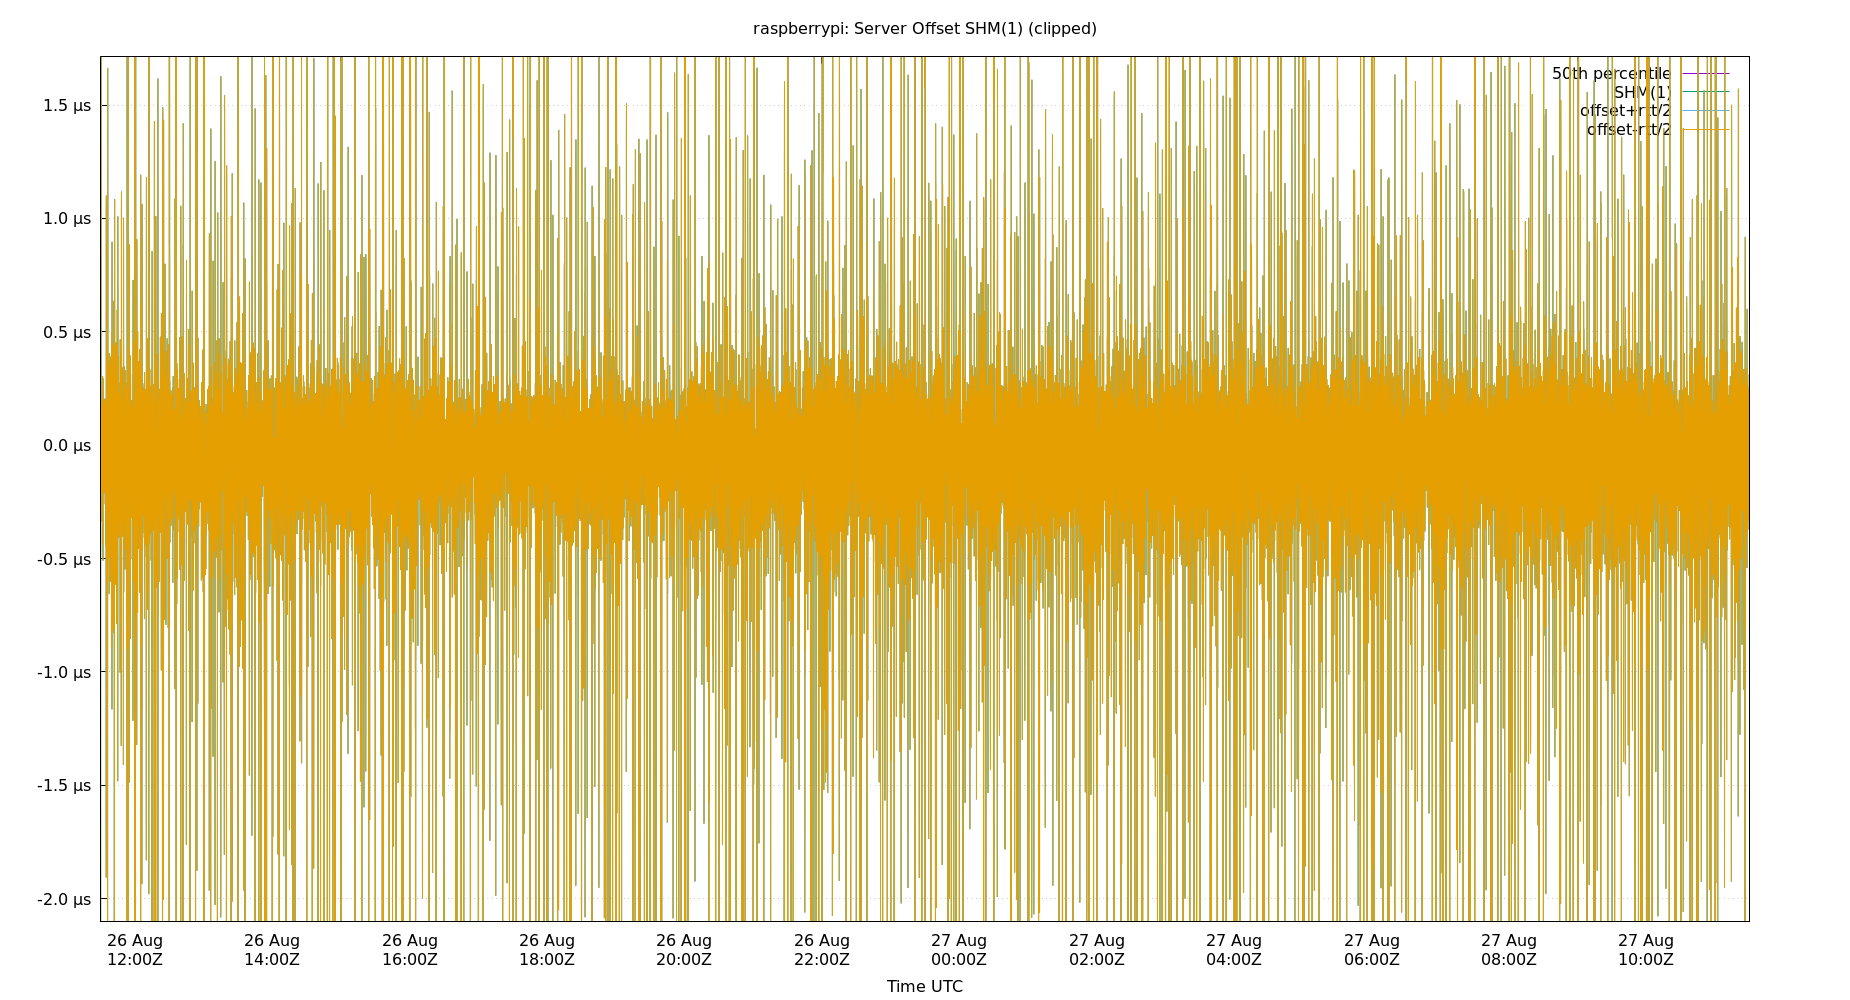 raspberrypi: Server Offset SHM(1) (clipped)
50th percentile
SHM(1)
offset+rtt/2
offset-rtt/2
1.5 µs
1.0 µs
0.5 µs
0.0 µs
-0.5 µs
-1.0 µs
-1.5 µs
-2.0 µs
26 Aug 26 Aug 26 Aug 26 Aug 26 Aug 26 Aug 27 Aug 27 Aug 27 Aug 27 Aug 27 Aug 27 Aug
12:00Z 14:00Z 16:00Z 18:00Z 20:00Z 22:00Z 00:00Z 02:00Z 04:00Z 06:00Z 08:00Z 10:00Z
Time UTC